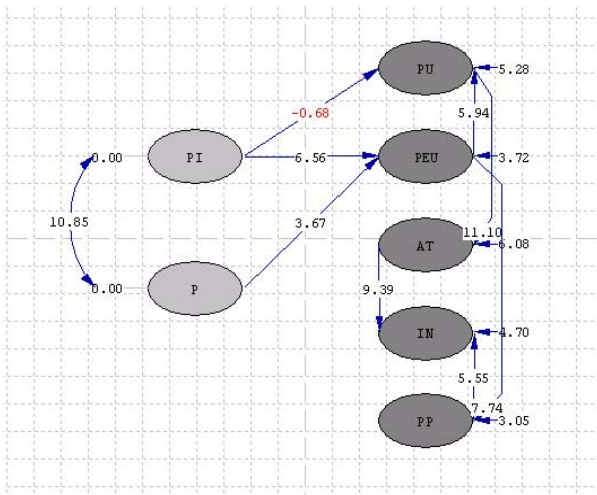 PU
5.28
-0.68
5.94
0.00
PI
6.56
PEU
3.72
10.85
3.67
11.10
AT
6.08
0.00
P
9.39
IN
4.70
5.55
7.74
PP
3.05